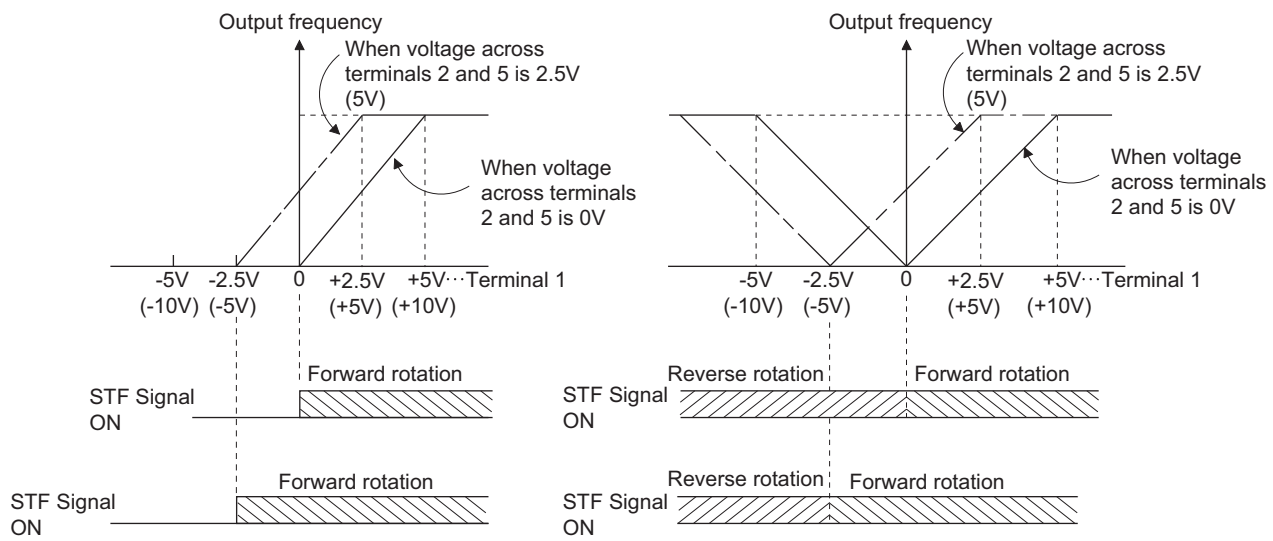 Output frequency
When voltage across
terminals 2 and 5 is 2.5V
(5V)
When voltage
across terminals
2 and 5 is 0V
-5V -2.5V 0 +2.5V +5V···Terminal 1
(-10V) (-5V) (+5V) (+10V)
Forward rotation
STF Signal
ON
Forward rotation
STF Signal
ON
Output frequency
When voltage across
terminals 2 and 5 is 2.5V
(5V)
When voltage
across terminals
2 and 5 is 0V
-5V -2.5V 0 +2.5V +5V···Terminal 1
(-10V) (-5V) (+5V) (+10V)
Reverse rotation Forward rotation
STF Signal
ON
Reverse rotation Forward rotation
STF Signal
ON